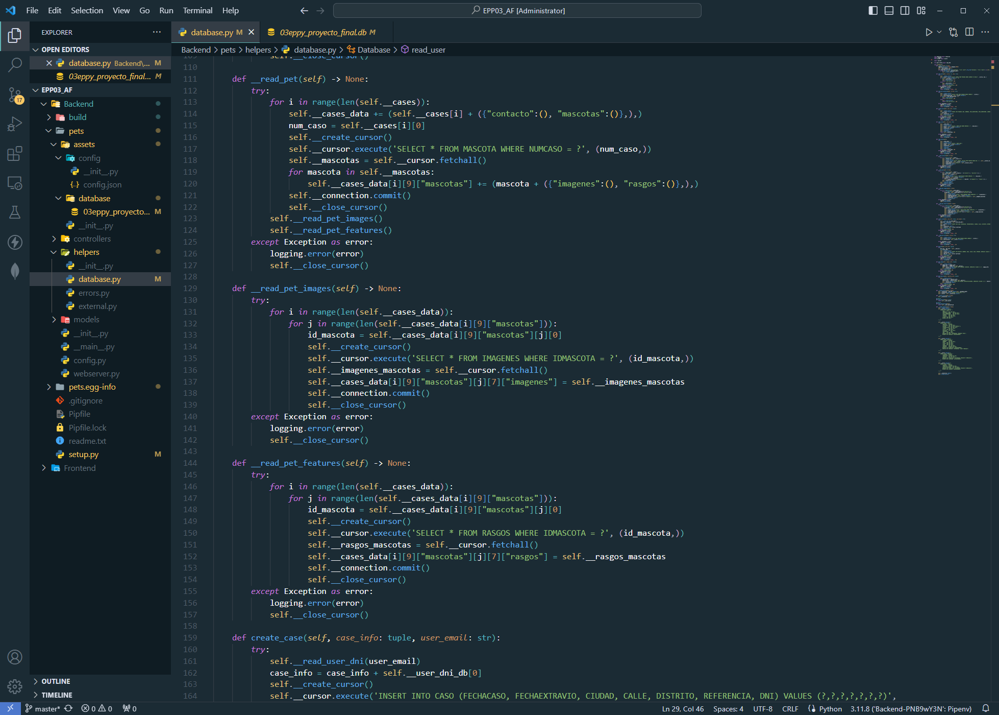 File Edit Selection View Go Run Terminal Help
EPP03_AF [Administrator]
EXPLORER
OPEN EDITORS
database.py Backend\... M
03eppy_proyecto_final... M
EPP03_AF
Backend
build
pets
assets
config
__init__.py
config.json
database
03eppy_proyecto... M
__init__.py
controllers
helpers
__init__.py
database.py M
errors.py
external.py
models
__init__.py
__main__.py
config.py
webserver.py
pets.egg-info
.gitignore
Pipfile
Pipfile.lock
readme.txt
setup.py M
Frontend
OUTLINE
TIMELINE
17
database.py M
03eppy_proyecto_final.db M
Backend > pets > helpers > database.py > Database > read_user
109 self.__close_cursor()
110
111 def __read_pet(self) -> None:
112 try:
113 for i in range(len(self.__cases)):
114 self.__cases_data += (self.__cases[i] + ({"contacto":(), "mascotas":()},),)
115 num_caso = self.__cases[i][0]
116 self.__create_cursor()
117 self.__cursor.execute('SELECT * FROM MASCOTA WHERE NUMCASO = ?', (num_caso,))
118 self.__mascotas = self.__cursor.fetchall()
119 for mascota in self.__mascotas:
120 self.__cases_data[i][9]["mascotas"] += (mascota + ({"imagenes":(), "rasgos":()},),)
121 self.__connection.commit()
122 self.__close_cursor()
123 self.__read_pet_images()
124 self.__read_pet_features()
125 except Exception as error:
126 logging.error(error)
127 self.__close_cursor()
128
129 def __read_pet_images(self) -> None:
130 try:
131 for i in range(len(self.__cases_data)):
132 for j in range(len(self.__cases_data[i][9]["mascotas"])):
133 id_mascota = self.__cases_data[i][9]["mascotas"][j][0]
134 self.__create_cursor()
135 self.__cursor.execute('SELECT * FROM IMAGENES WHERE IDMASCOTA = ?', (id_mascota,))
136 self.__imagenes_mascotas = self.__cursor.fetchall()
137 self.__cases_data[i][9]["mascotas"][j][7]["imagenes"] = self.__imagenes_mascotas
138 self.__connection.commit()
139 self.__close_cursor()
140 except Exception as error:
141 logging.error(error)
142 self.__close_cursor()
143
144 def __read_pet_features(self) -> None:
145 try:
146 for i in range(len(self.__cases_data)):
147 for j in range(len(self.__cases_data[i][9]["mascotas"])):
148 id_mascota = self.__cases_data[i][9]["mascotas"][j][0]
149 self.__create_cursor()
150 self.__cursor.execute('SELECT * FROM RASGOS WHERE IDMASCOTA = ?', (id_mascota,))
151 self.__rasgos_mascotas = self.__cursor.fetchall()
152 self.__cases_data[i][9]["mascotas"][j][7]["rasgos"] = self.__rasgos_mascotas
153 self.__connection.commit()
154 self.__close_cursor()
155 except Exception as error:
156 logging.error(error)
157 self.__close_cursor()
158
159 def create_case(self, case_info: tuple, user_email: str):
160 try:
161 self.__read_user_dni(user_email)
162 case_info = case_info + self.__user_dni_db[0]
163 self.__create_cursor()
164 self.__cursor.execute('INSERT INTO CASO (FECHACASO, FECHAEXTRAVIO, CIUDAD, CALLE, DISTRITO, REFERENCIA, DNI) VALUES (?,?,?,?,?,?,?)',
master* 0 0 0 Ln 29, Col 46 Spaces: 4 UTF-8 CRLF Python 3.11.8 ('Backend-PNB9wY3N': Pipenv)